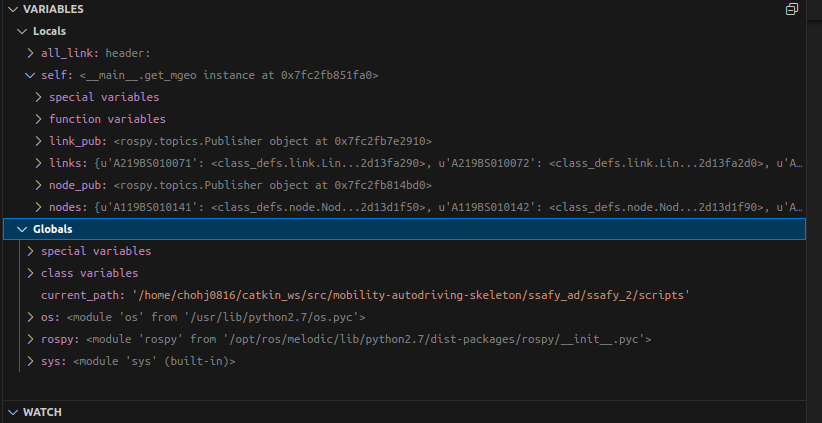 VARIABLES
Locals
all_link: header:
self: <__main__.get_mgeo instance at 0x7fc2fb851fa0>
special variables
function variables
link_pub: <rospy.topics.Publisher object at 0x7fc2fb7e2910>
links: {u'A219BS010071': <class_defs.link.Lin...2d13fa290>, u'A219BS010072': <class_defs.link.Lin...2d13fa2d0>, u'A...
node_pub: <rospy.topics.Publisher object at 0x7fc2fb814bd0>
nodes: {u'A119BS010141': <class_defs.node.Nod...2d13d1f50>, u'A119BS010142': <class_defs.node.Nod...2d13d1f90>, u'A...
Globals
special variables
class variables
current_path: '/home/chohj0816/catkin_ws/src/mobility-autodriving-skeleton/ssafy_ad/ssafy_2/scripts'
os: <module 'os' from '/usr/lib/python2.7/os.pyc'>
rospy: <module 'rospy' from '/opt/ros/melodic/lib/python2.7/dist-packages/rospy/__init__.pyc'>
sys: <module 'sys' (built-in)>
WATCH